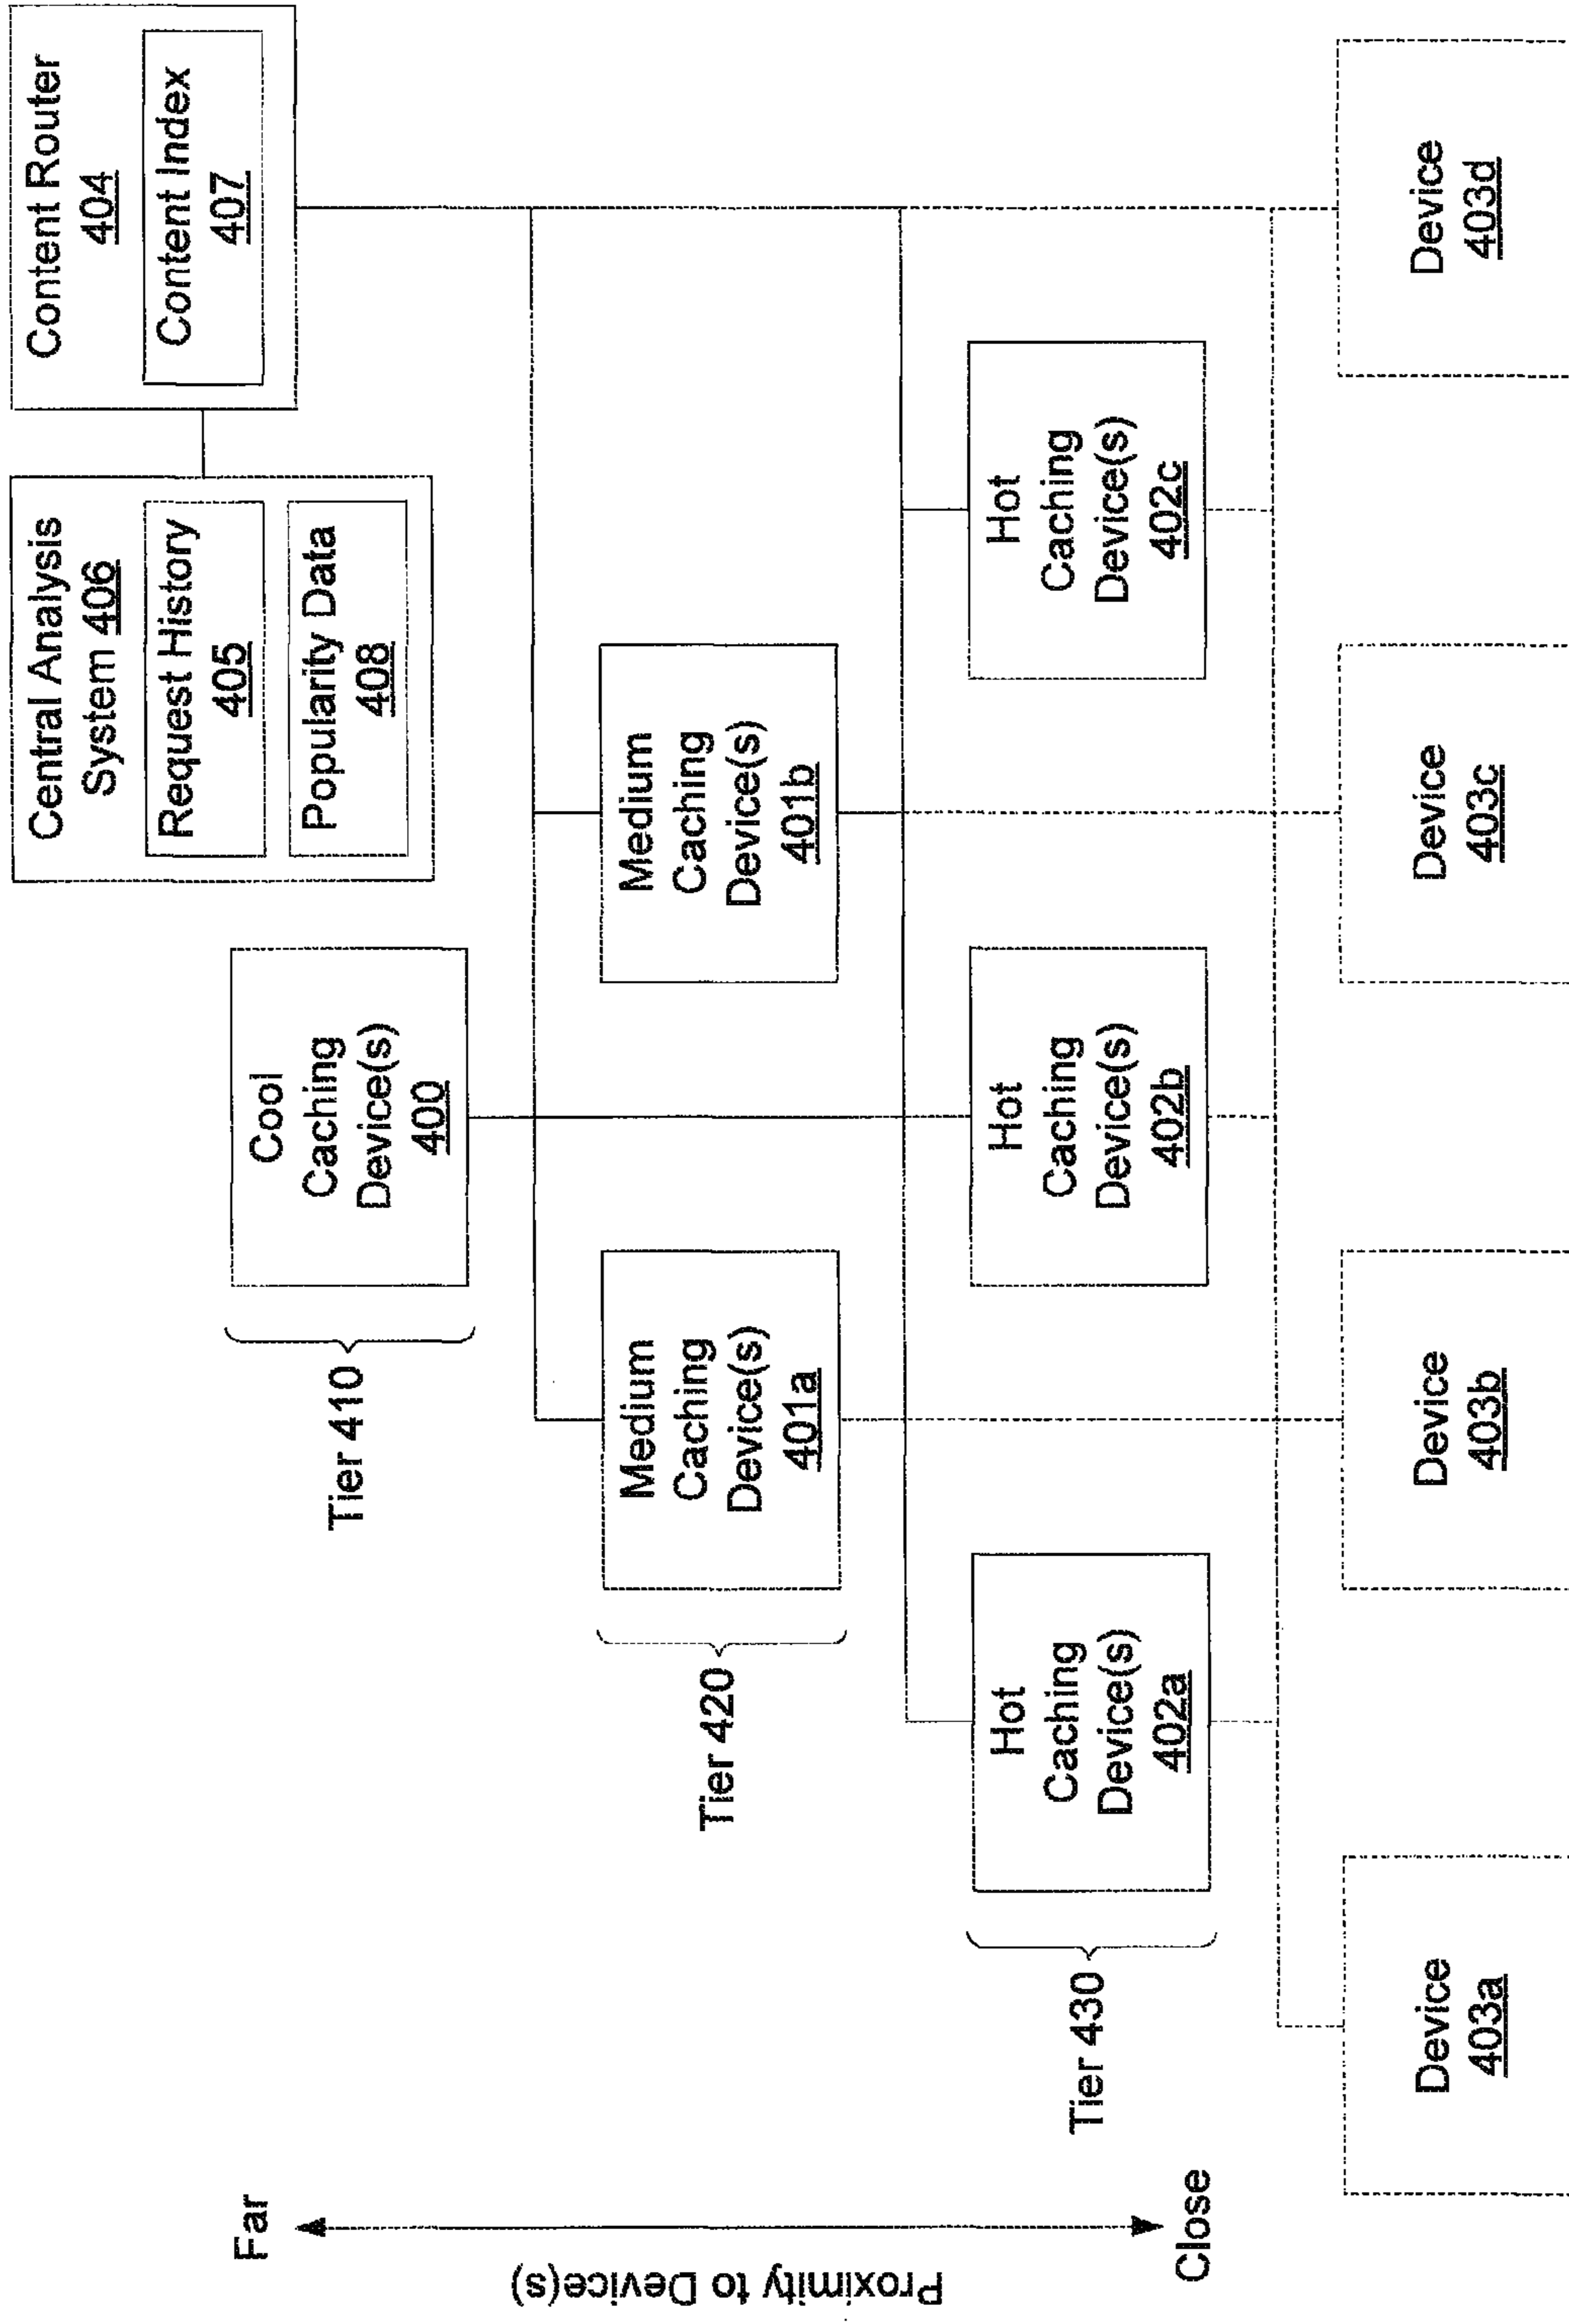 Central Analysis
System 406
Request History
405
Popularity Data
408
Content Router
404
Content Index
407
Far
Proximity to Device(s)
Close
Tier 410
Cool
Caching
Device(s)
400
Tier 420
Medium
Caching
Device(s)
401a
Medium
Caching
Device(s)
401b
Tier 430
Hot
Caching
Device(s)
402a
Hot
Caching
Device(s)
402b
Hot
Caching
Device(s)
402c
Device
403a
Device
403b
Device
403c
Device
403d